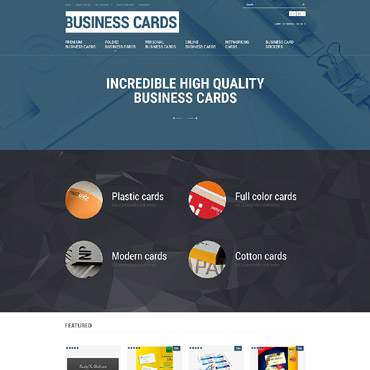 BUSINESS CARDS
PREMIUM BUSINESS CARDS
FOLDED BUSINESS CARDS
PERSONAL BUSINESS CARDS
ONLINE BUSINESS CARDS
NETWORKING CARDS
BUSINESS CARD STICKERS
INCREDIBLE HIGH QUALITY
BUSINESS CARDS
Plastic cards
Full color cards
Modern cards
Cotton cards
FEATURED